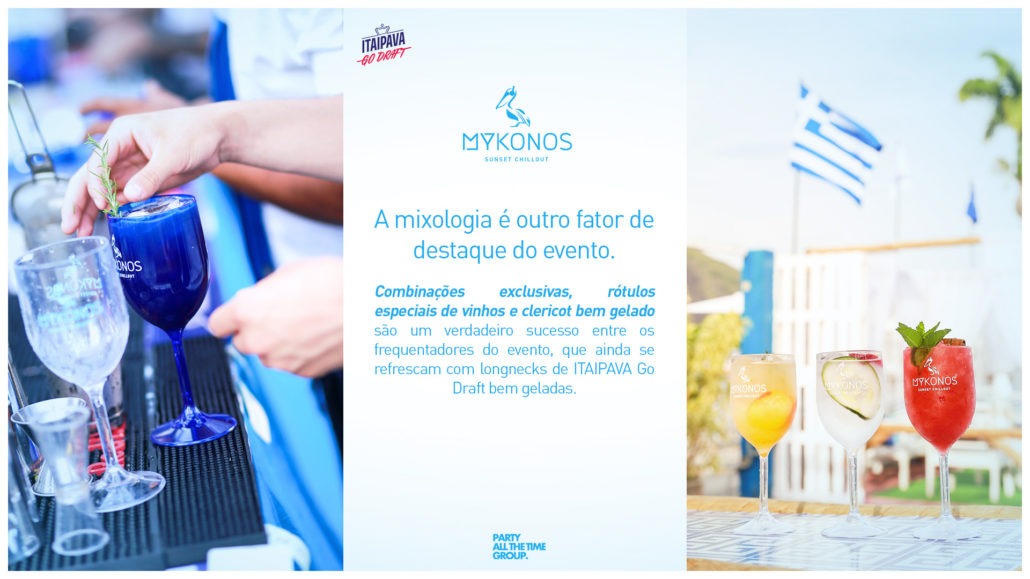 ITAIPAVA
GO DRAFT
MYKONOS
SUNSET CHILLOUT
A mixologia é outro fator de
destaque do evento.
Combinações exclusivas, rótulos
especiais de vinhos e clericot bem gelado
são um verdadeiro sucesso entre os
frequentadores do evento, que ainda se
refrescam com longnecks de ITAIPAVA Go
Draft bem geladas.
PARTY
ALL THE TIME
GROUP.
KONOS
MYKONOS
MYKONOS
MYKONOS
SUNSET CHILLOUT